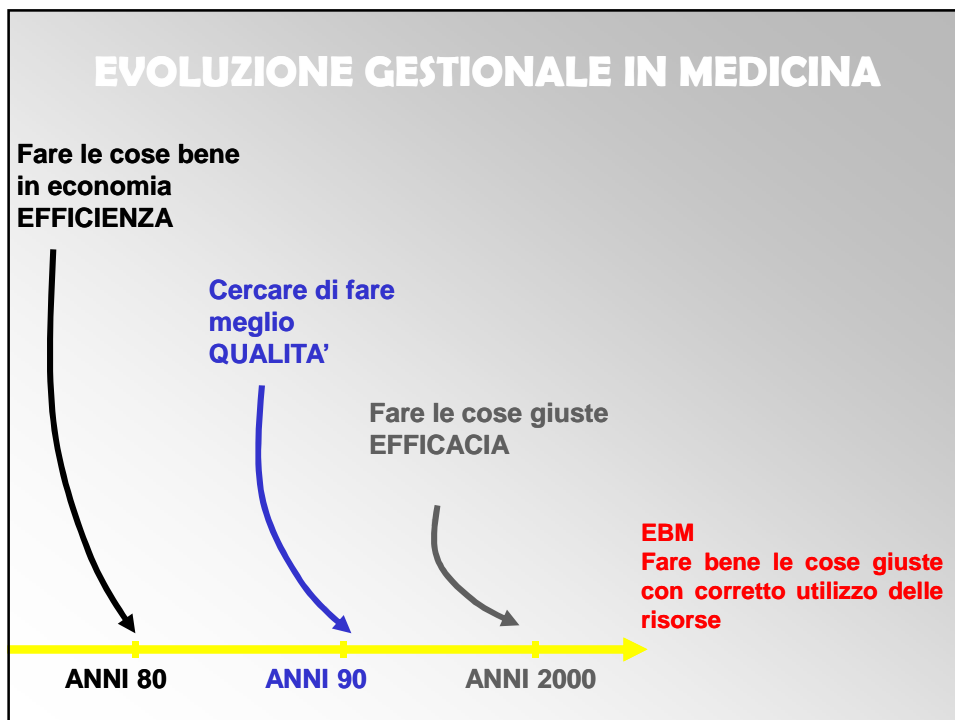 EVOLUZIONE GESTIONALE IN MEDICINA
Fare le cose bene
in economia
EFFICIENZA
Cercare di fare
meglio
QUALITA’
Fare le cose giuste
EFFICACIA
EBM
Fare bene le cose giuste
con corretto utilizzo delle
risorse
ANNI 80
ANNI 90
ANNI 2000